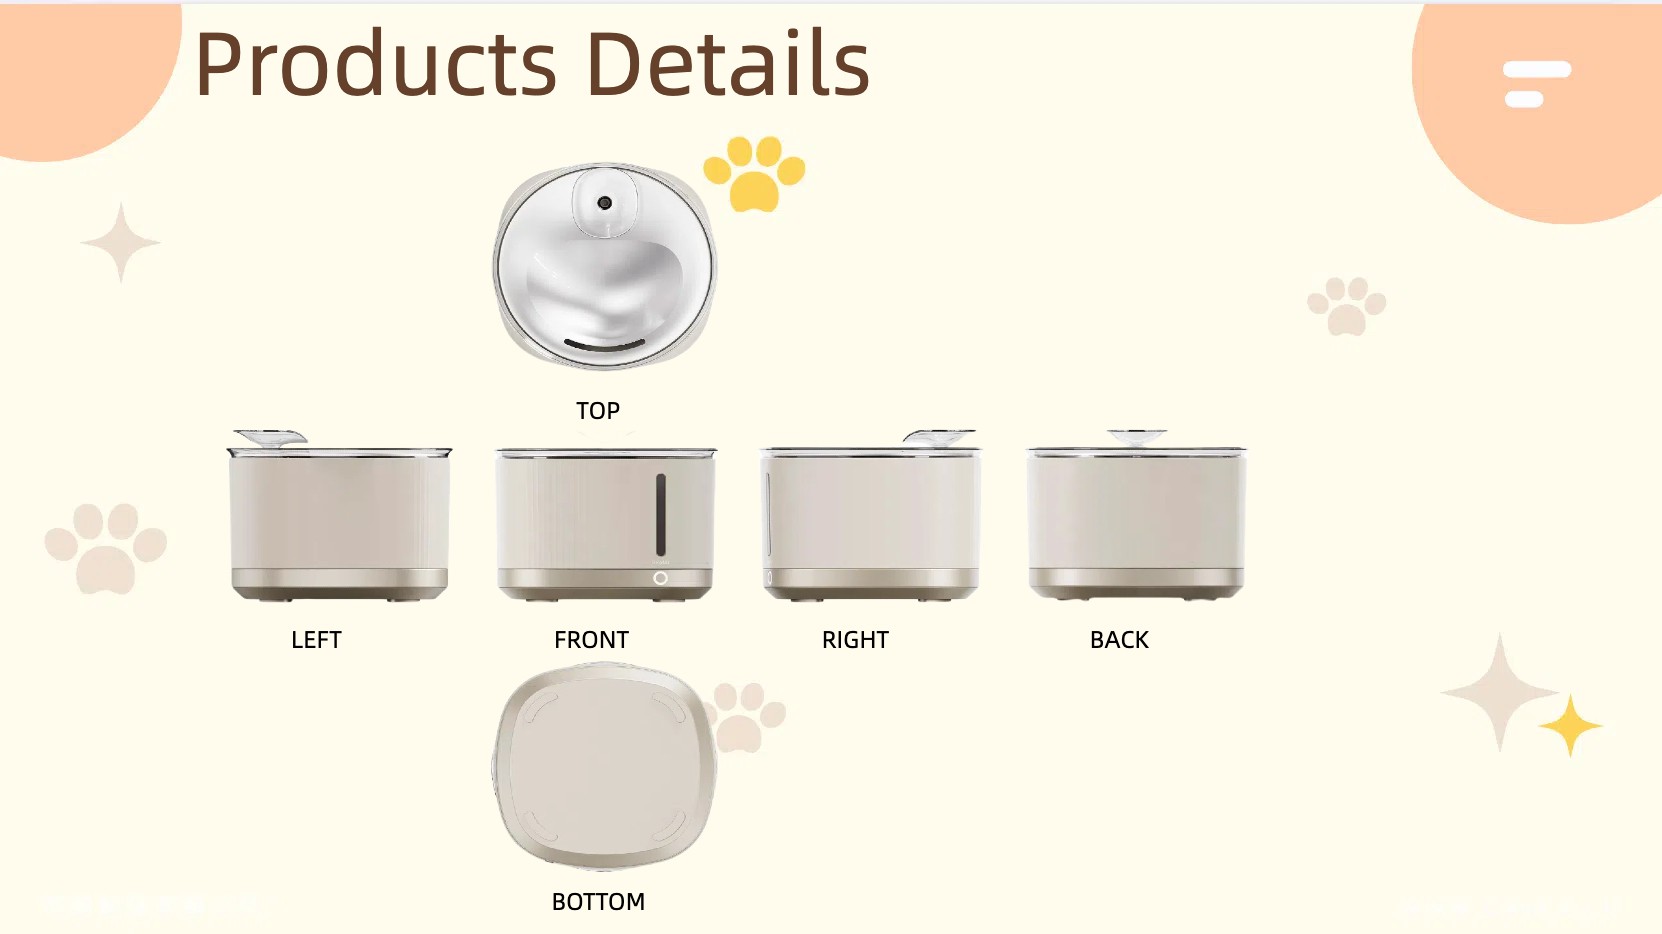 Products Details
TOP
LEFT
FRONT
RIGHT
BACK
BOTTOM